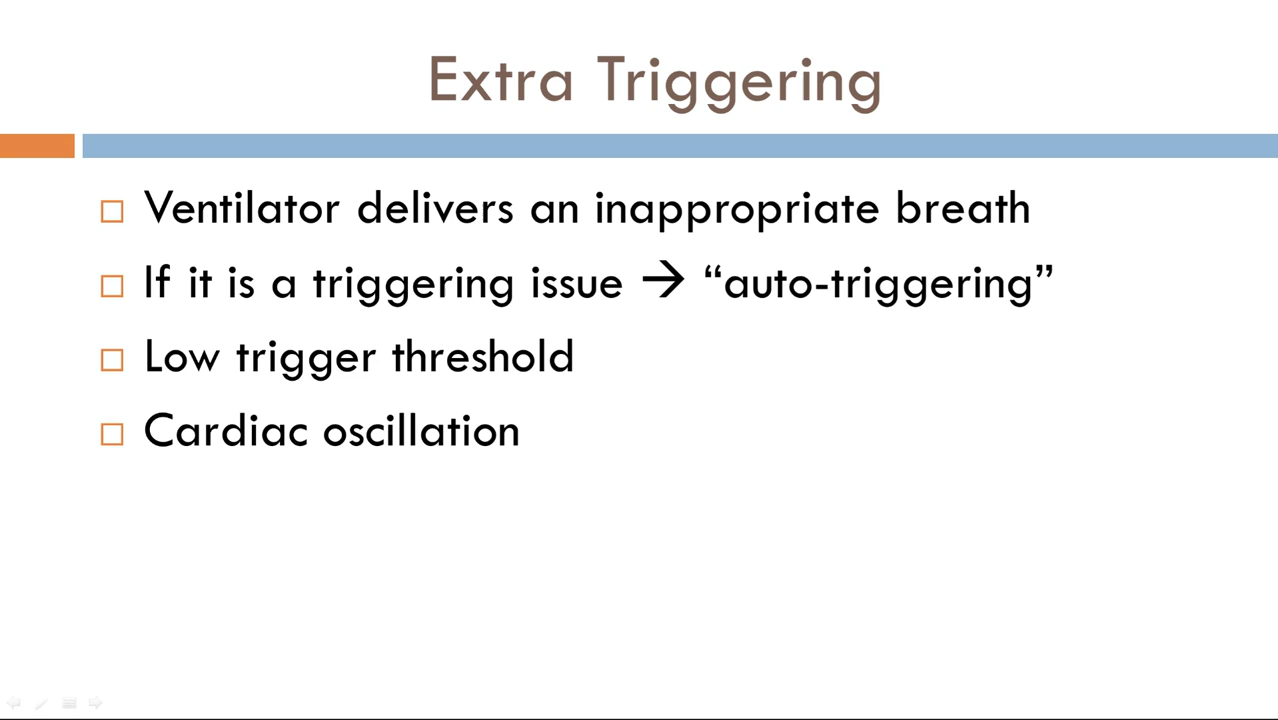 Extra Triggering
Ventilator delivers an inappropriate breath
If it is a triggering issue → “auto-triggering”
Low trigger threshold
Cardiac oscillation